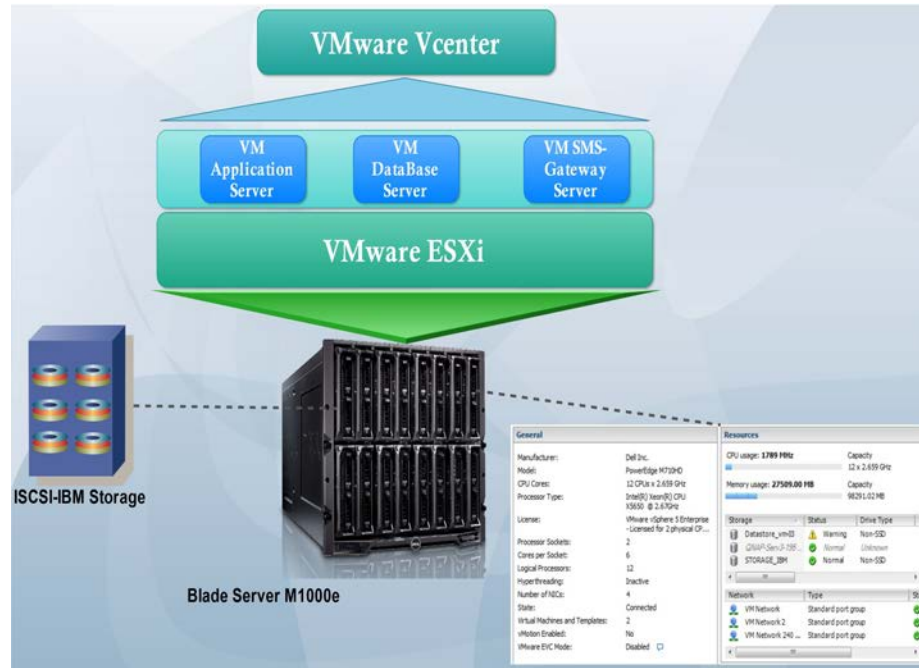 VMware Vcenter
VM
Application
Server
VM
DataBase
Server
VM SMS-
Gateway
Server
VMware ESXi
ISCSI-IBM Storage
Blade Server M1000e
General
Manufacturer: Dell Inc.
Model: PowerEdge M710HD
CPU Cores: 12 CPUs x 2.659 GHz
Processor Type: Intel(R) Xeon(R) CPU
X5650 @ 2.67GHz
License: VMware vSphere 5 Enterprise
- Licensed for 2 physical CP...
Processor Sockets: 2
Cores per Socket: 6
Logical Processors: 12
Hyperthreading: Inactive
Number of NICs: 4
State: Connected
Virtual Machines and Templates: 2
vMotion Enabled: No
VMware EVC Mode: Disabled
Resources
CPU usage: 1789 MHz Capacity
12 x 2.659 GHz
Memory usage: 27509.00 MB Capacity
98291.02 MB
Storage Status Drive Type
Datastore_vm-03 Warning Non-SSD
Normal Unknown
STORAGE_IBM Normal Non-SSD
Network Type
VM Network Standard port group
VM Network 2 Standard port group
VM Network 240 ... Standard port group